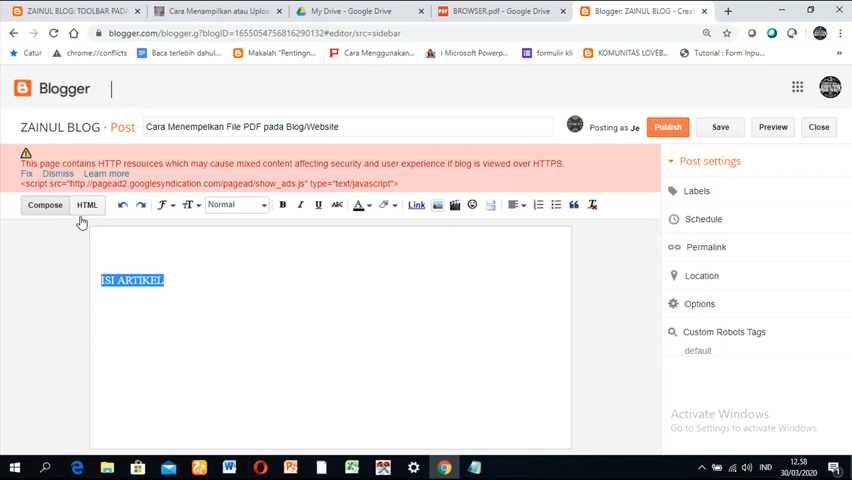 ZAINUL BLOG: TOOLBAR PADA
Cara Menampilkan atau Uploa
My Drive - Google Drive
BROWSER.pdf - Google Drive
Blogger: ZAINUL BLOG - Crea
blogger.com/blogger.g?blogID=1655054756816290132#editor/src=sidebar
Catur
chrome://conflicts
Baca terlebih dahul...
Makalah "Pentingn...
Cara Menggunakan...
i Microsoft Powerp...
formulir klik
KOMUNITAS LOVEB...
Tutorial : Form Inpu...
Blogger
ZAINUL BLOG · Post
Cara Menempelkan File PDF pada Blog/Website
Posting as Je
Publish
Save
Preview
Close
This page contains HTTP resources which may cause mixed content affecting security and user experience if blog is viewed over HTTPS.
Fix Dismiss Learn more
<script src="http://pagead2.googlesyndication.com/pagead/show_ads.js" type="text/javascript">
Compose HTML Normal B I U ABC A Link
ISI ARTIKEL
Post settings
Labels
Schedule
Permalink
Location
Options
Custom Robots Tags
default
Activate Windows
Go to Settings to activate Windows.
IND
12.58
30/03/2020